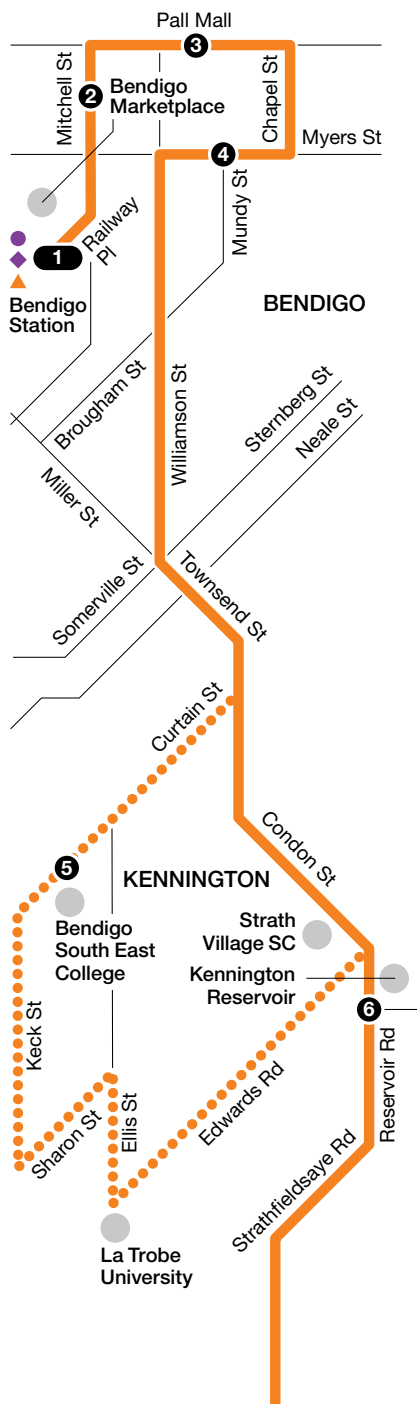 Pall Mall
3
Mitchell St
2
Bendigo
Marketplace
Chapel St
Myers St
4
Mundy St
Railway
Pl
1
Bendigo
Station
BENDIGO
Brougham St
Williamson St
Sternberg St
Neale St
Miller St
Somerville St
Townsend St
Curtain St
Condon St
5
KENNINGTON
Bendigo
South East
College
Strath
Village SC
Kennington
Reservoir
6
Keck St
Reservoir Rd
Sharon St
Ellis St
Edwards Rd
Strathfieldsaye Rd
La Trobe
University